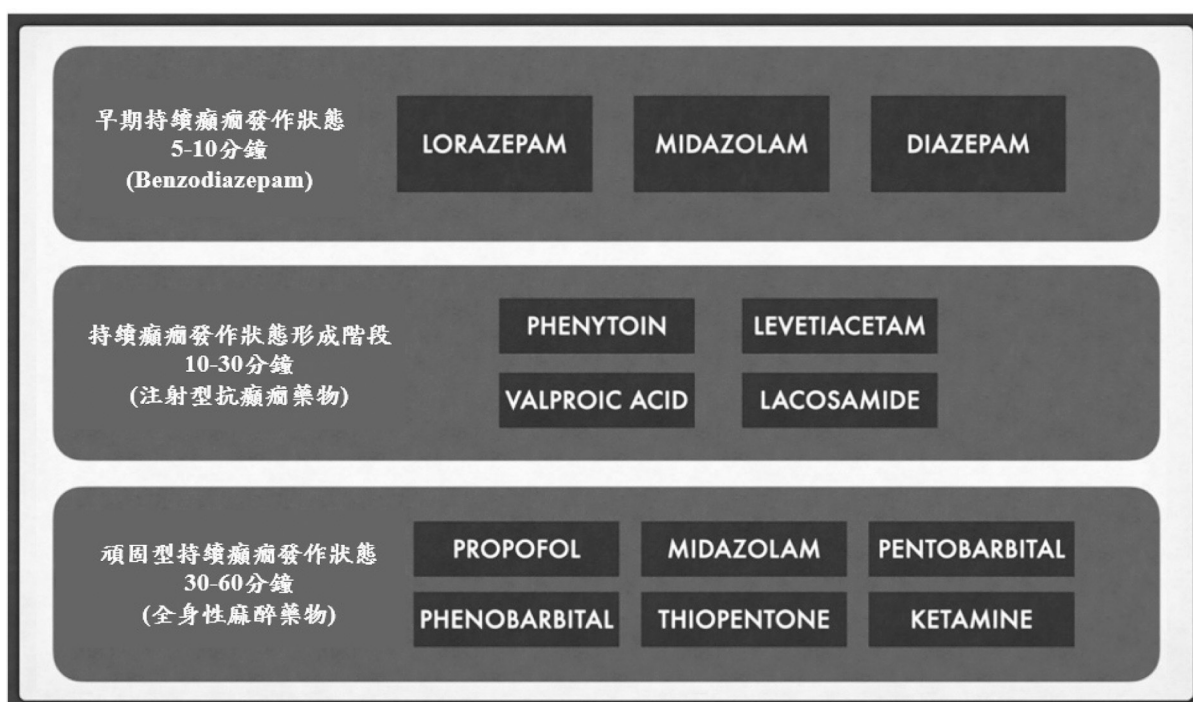 早期持續癲癇發作狀態
5-10分鐘
(Benzodiazepam)
LORAZEPAM
MIDAZOLAM
DIAZEPAM
持續癲癇發作狀態形成階段
10-30分鐘
(注射型抗癲癇藥物)
PHENYTOIN
LEVETIACETAM
VALPROIC ACID
LACOSAMIDE
頑固型持續癲癇發作狀態
30-60分鐘
(全身性麻醉藥物)
PROPOFOL
MIDAZOLAM
PENTOBARBITAL
PHENOBARBITAL
THIOPENTONE
KETAMINE